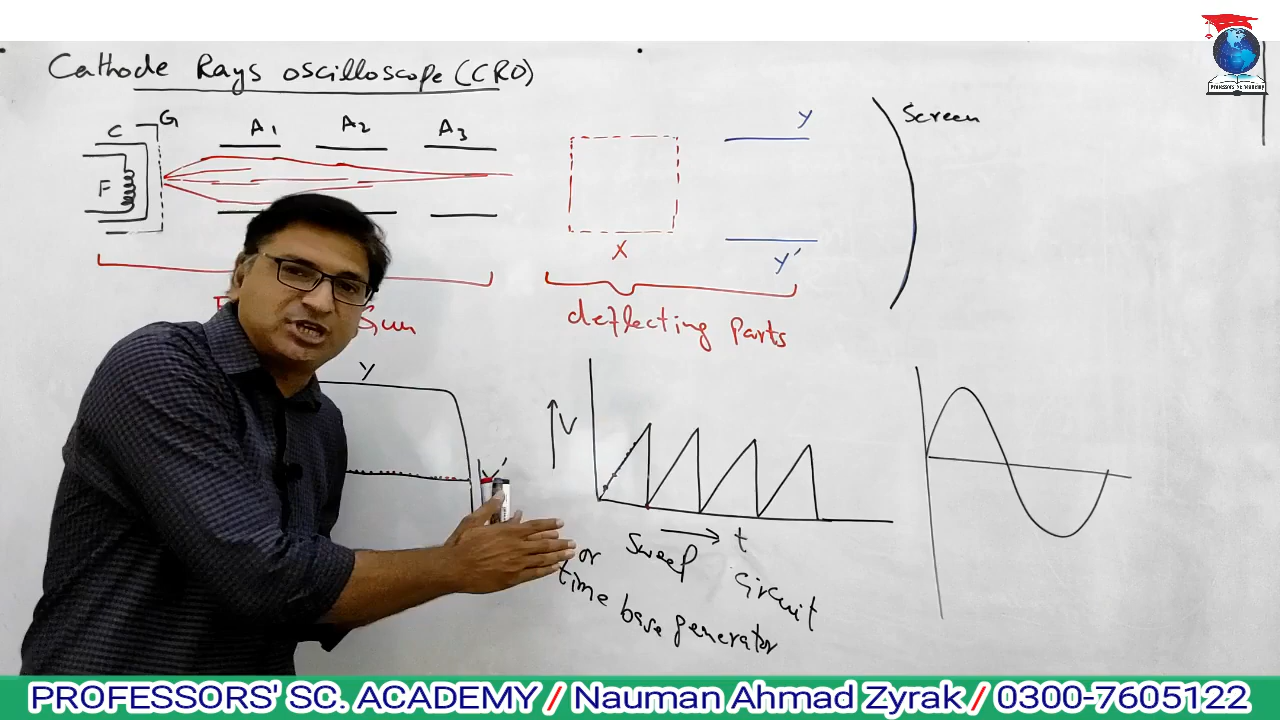 Cathode Rays oscilloscope (CRO)
C G A1 A2 A3
F
X
Y
Y'
Screen
Gun
deflecting parts
Y
V
t
or Sweep circuit
time base generator
PROFESSORS' SC. ACADEMY / Nauman Ahmad Zyrak / 0300-7605122